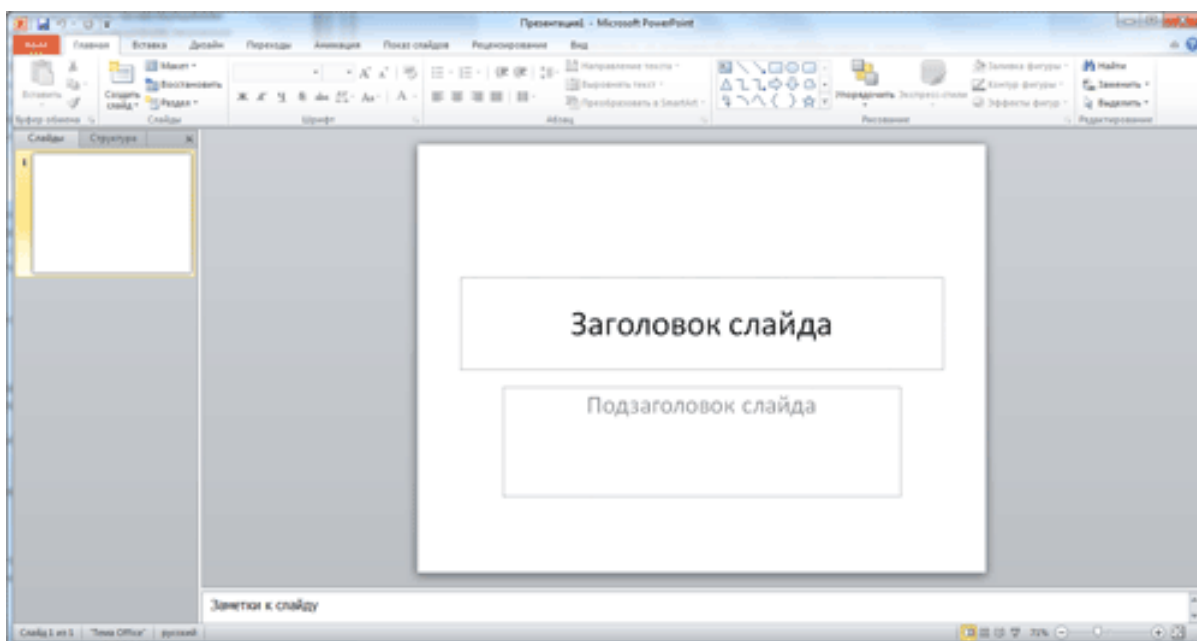 Презентация1 - Microsoft PowerPoint
Файл Главная Вставка Дизайн Переходы Анимация Показ слайдов Рецензирование Вид
Вставить
Создать слайд
Макет
Восстановить
Раздел
Направление текста
Выровнять текст
Преобразовать в SmartArt
Упорядочить Экспресс-стили
Заливка фигуры
Контур фигуры
Эффекты фигур
Найти
Заменить
Выделить
Буфер обмена Слайды Шрифт Абзац Рисование Редактирование
Слайды Структура
1
Заголовок слайда
Подзаголовок слайда
Заметки к слайду
Слайд 1 из 1 "Тема Office" русский 71%